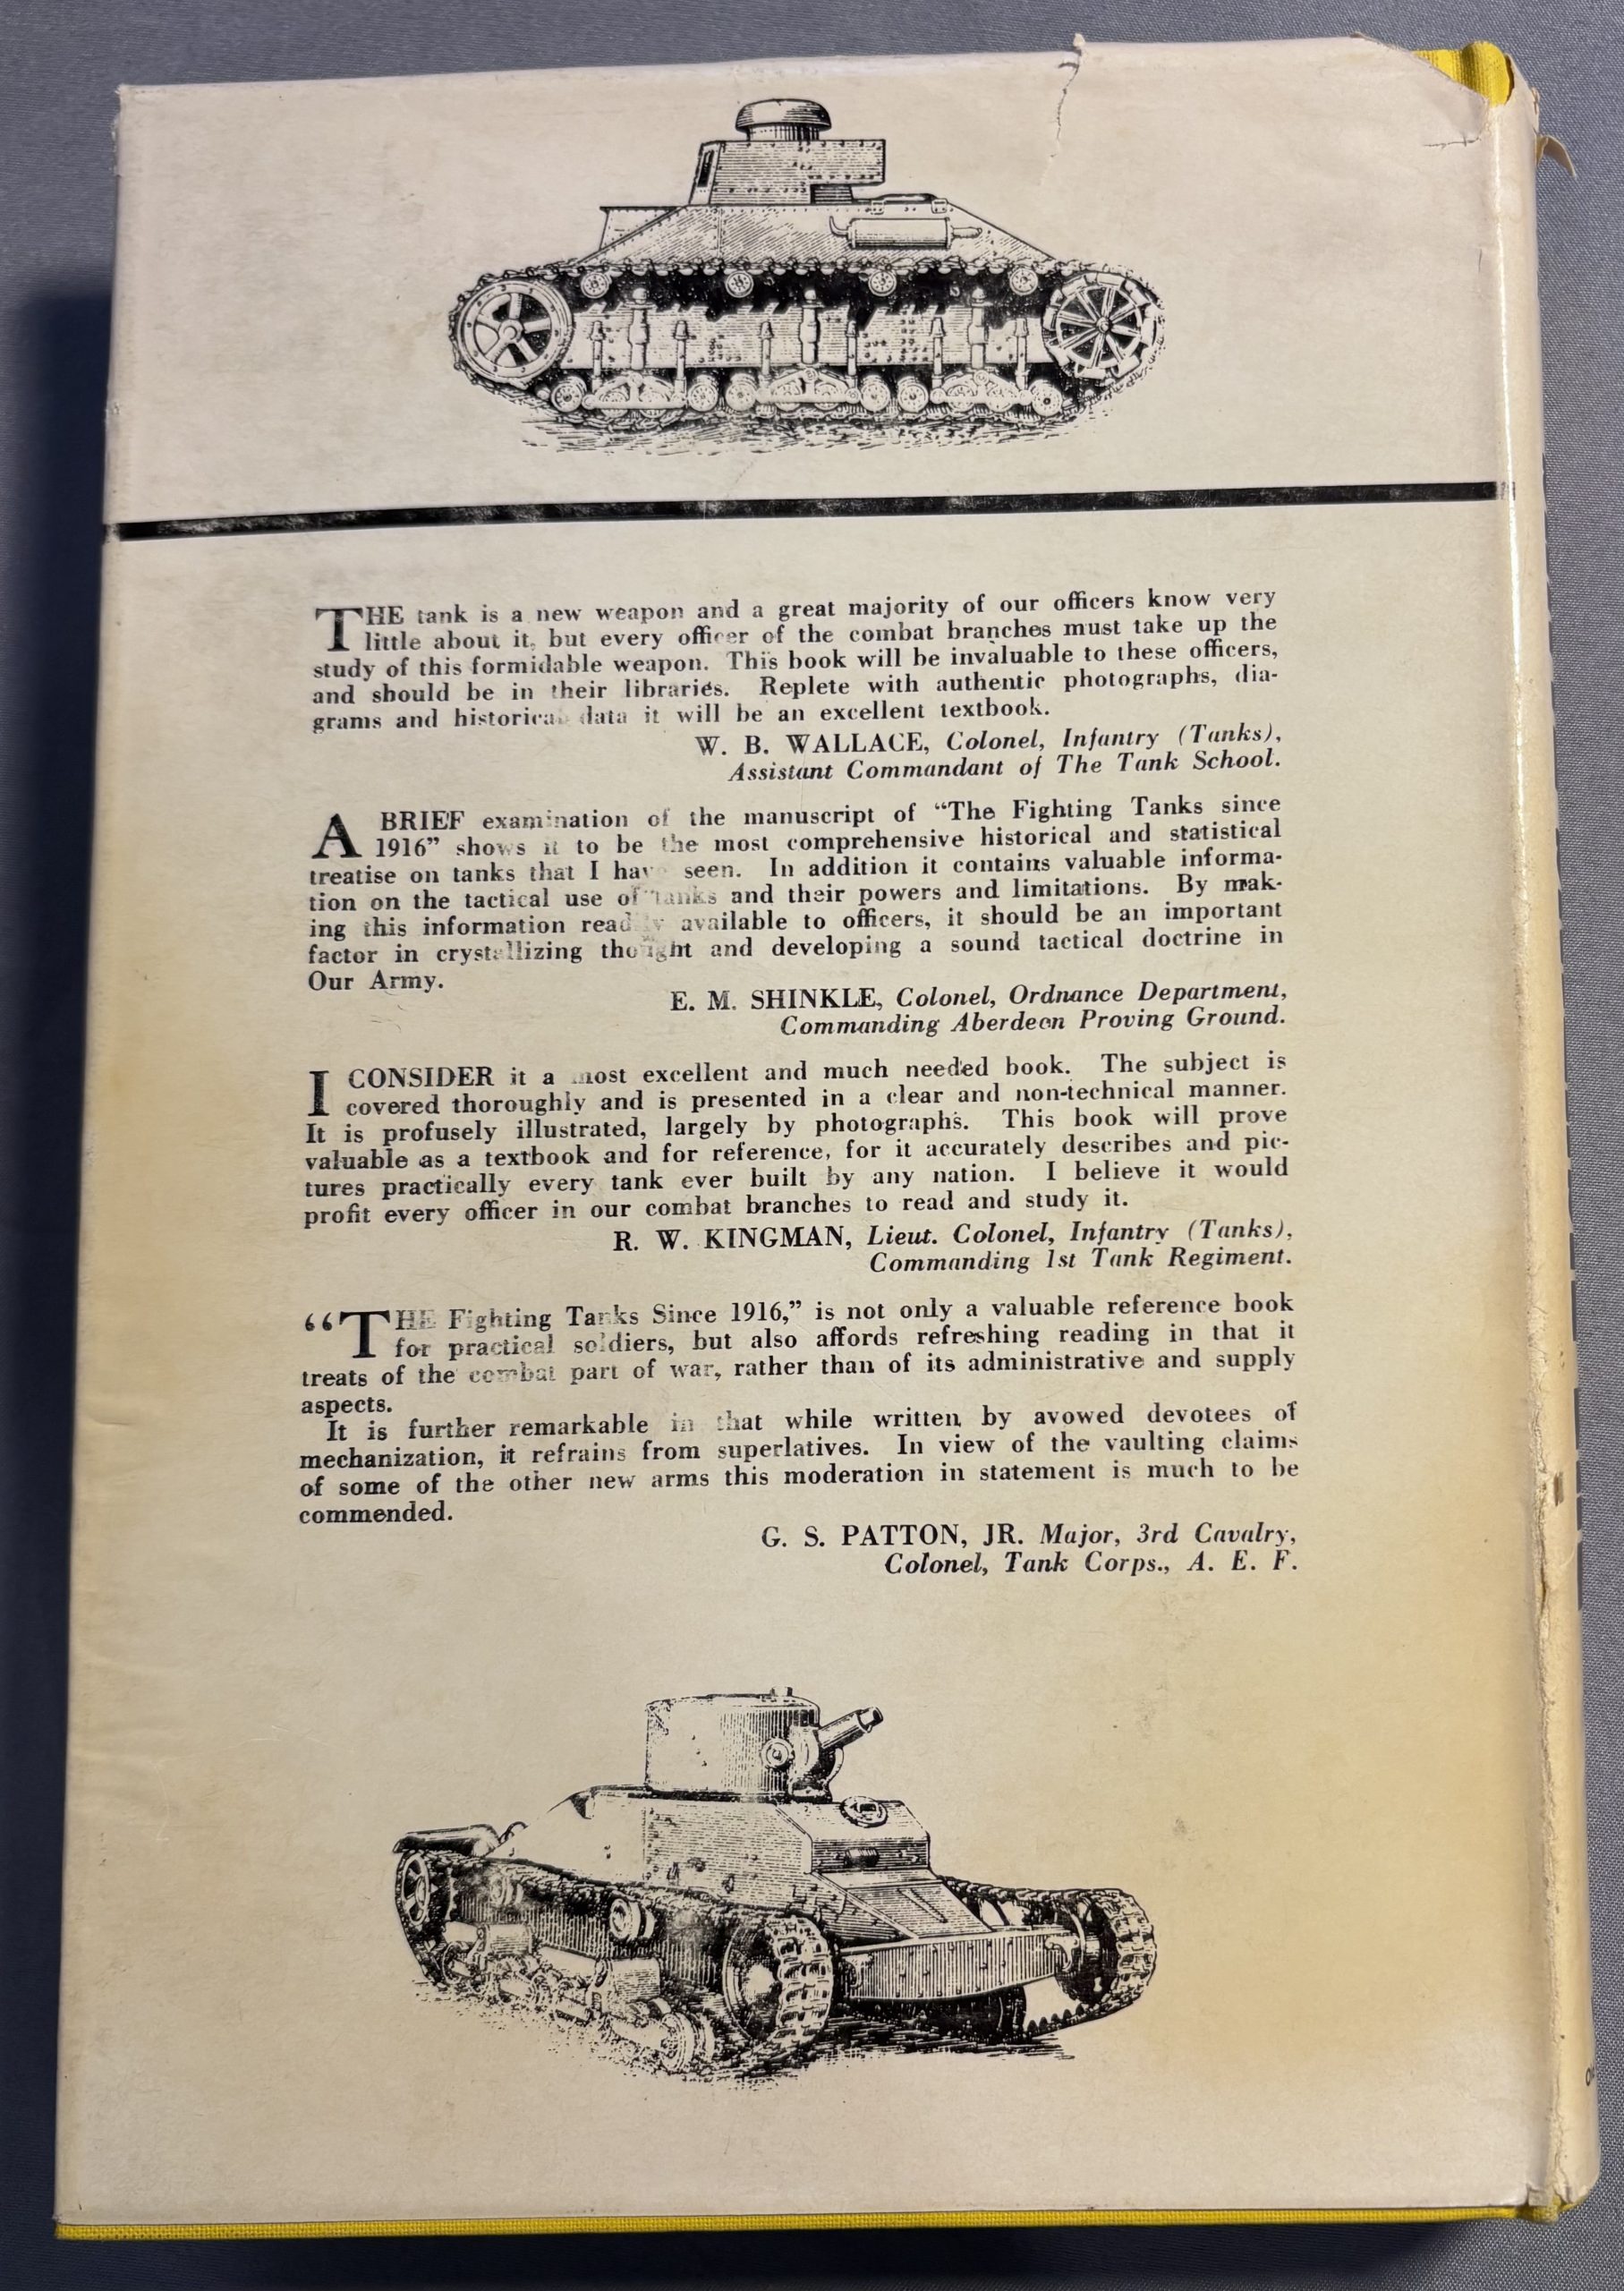 THE tank is a new weapon and a great majority of our officers know very
little about it, but every officer of the combat branches must take up the
study of this formidable weapon. This book will be invaluable to these officers,
and should be in their libraries. Replete with authentic photographs, dia-
grams and historical data it will be an excellent textbook.
W. B. WALLACE, Colonel, Infantry (Tanks),
Assistant Commandant of The Tank School.
A BRIEF examination of the manuscript of “The Fighting Tanks since
1916” shows it to be the most comprehensive historical and statistical
treatise on tanks that I have seen. In addition it contains valuable informa-
tion on the tactical use of tanks and their powers and limitations. By mak-
ing this information readily available to officers, it should be an important
factor in crystallizing thought and developing a sound tactical doctrine in
Our Army.
E. M. SHINKLE, Colonel, Ordnance Department,
Commanding Aberdeen Proving Ground.
I CONSIDER it a most excellent and much needed book. The subject is
covered thoroughly and is presented in a clear and non-technical manner.
It is profusely illustrated, largely by photographs. This book will prove
valuable as a textbook and for reference, for it accurately describes and pic-
tures practically every tank ever built by any nation. I believe it would
profit every officer in our combat branches to read and study it.
R. W. KINGMAN, Lieut. Colonel, Infantry (Tanks),
Commanding 1st Tank Regiment.
“THE Fighting Tanks Since 1916,” is not only a valuable reference book
for practical soldiers, but also affords refreshing reading in that it
treats of the combat part of war, rather than of its administrative and supply
aspects.
It is further remarkable in that while written by avowed devotees of
mechanization, it refrains from superlatives. In view of the vaulting claims
of some of the other new arms this moderation in statement is much to be
commended.
G. S. PATTON, JR. Major, 3rd Cavalry,
Colonel, Tank Corps., A. E. F.